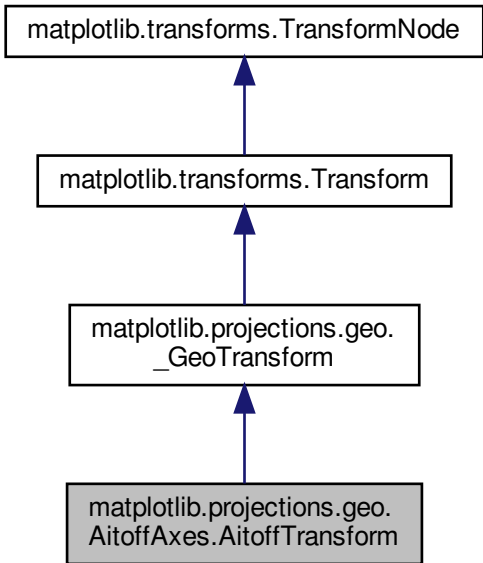 matplotlib.transforms.TransformNode
matplotlib.transforms.Transform
matplotlib.projections.geo.
_GeoTransform
matplotlib.projections.geo.
AitoffAxes.AitoffTransform